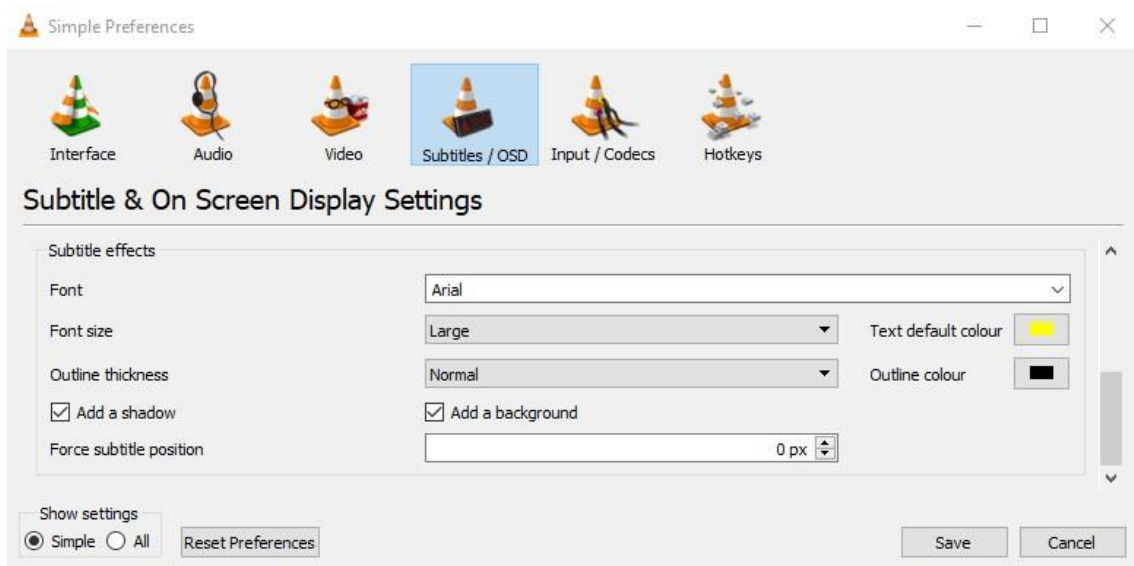 Simple Preferences
Interface Audio Video Subtitles / OSD Input / Codecs Hotkeys
Subtitle & On Screen Display Settings
Subtitle effects
Font Arial
Font size Large Text default colour
Outline thickness Normal Outline colour
Add a shadow Add a background
Force subtitle position 0 px
Show settings
Simple All Reset Preferences Save Cancel